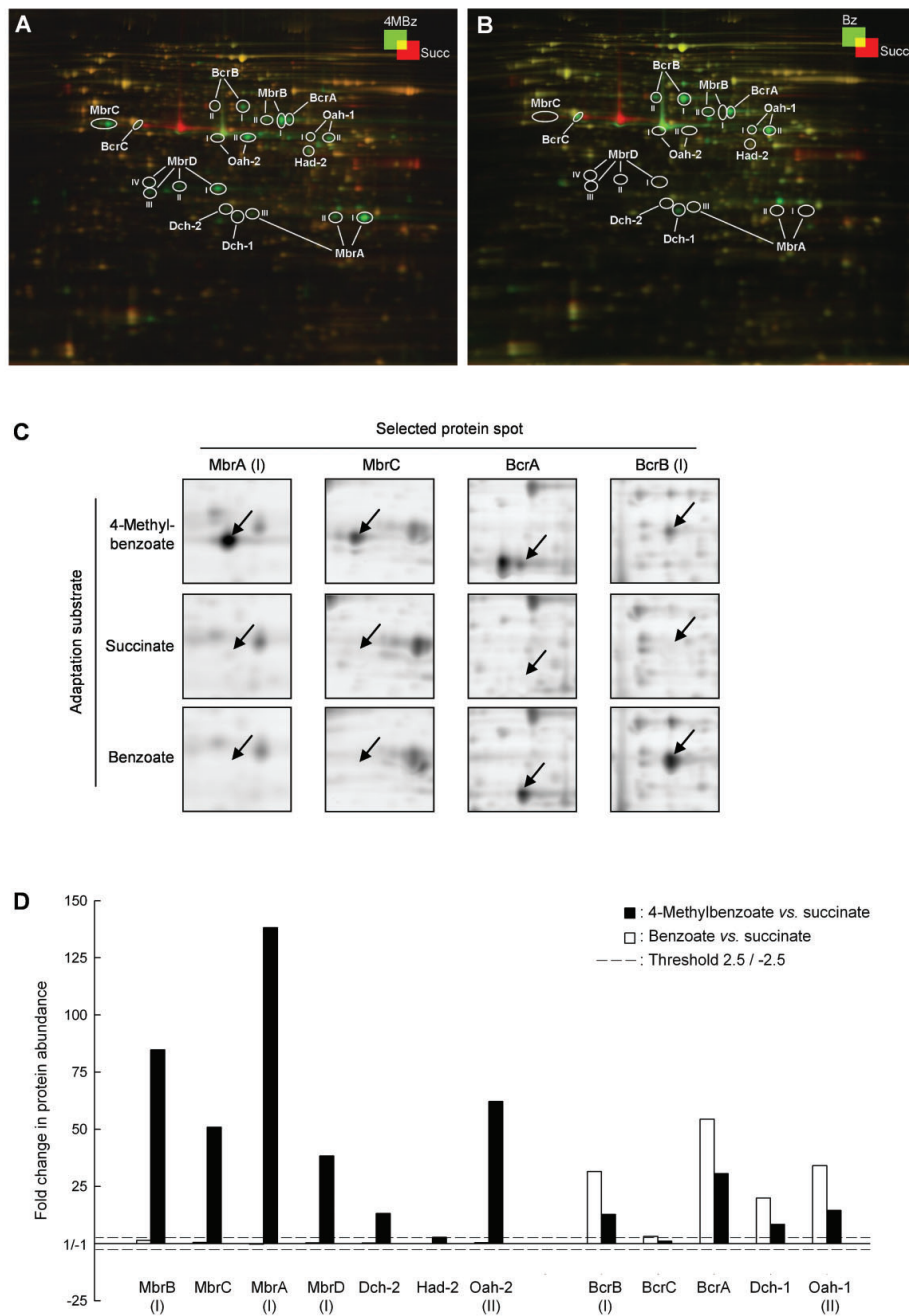 A
4MBz
Succ
BcrB
MbrB
BcrA
MbrC
Oah-1
II
I
II
I
I
II
I
II
BcrC
Oah-2
Had-2
MbrD
IV
III
II
I
Dch-2
III
II
I
Dch-1
MbrA
B
Bz
Succ
BcrB
MbrB
BcrA
MbrC
Oah-1
II
I
II
I
I
II
I
II
BcrC
Oah-2
Had-2
MbrD
IV
III
II
I
Dch-2
III
II
I
Dch-1
MbrA
C
Selected protein spot
MbrA (I) MbrC BcrA BcrB (I)
Adaptation substrate
4-Methyl-
benzoate
Succinate
Benzoate
D
Fold change in protein abundance
150
125
100
75
50
25
1/-1
-25
: 4-Methylbenzoate vs. succinate
: Benzoate vs. succinate
: Threshold 2.5 / -2.5
MbrB
(I)
MbrC
MbrA
(I)
MbrD
(I)
Dch-2
Had-2
Oah-2
(II)
BcrB
(I)
BcrC
BcrA
Dch-1
Oah-1
(II)